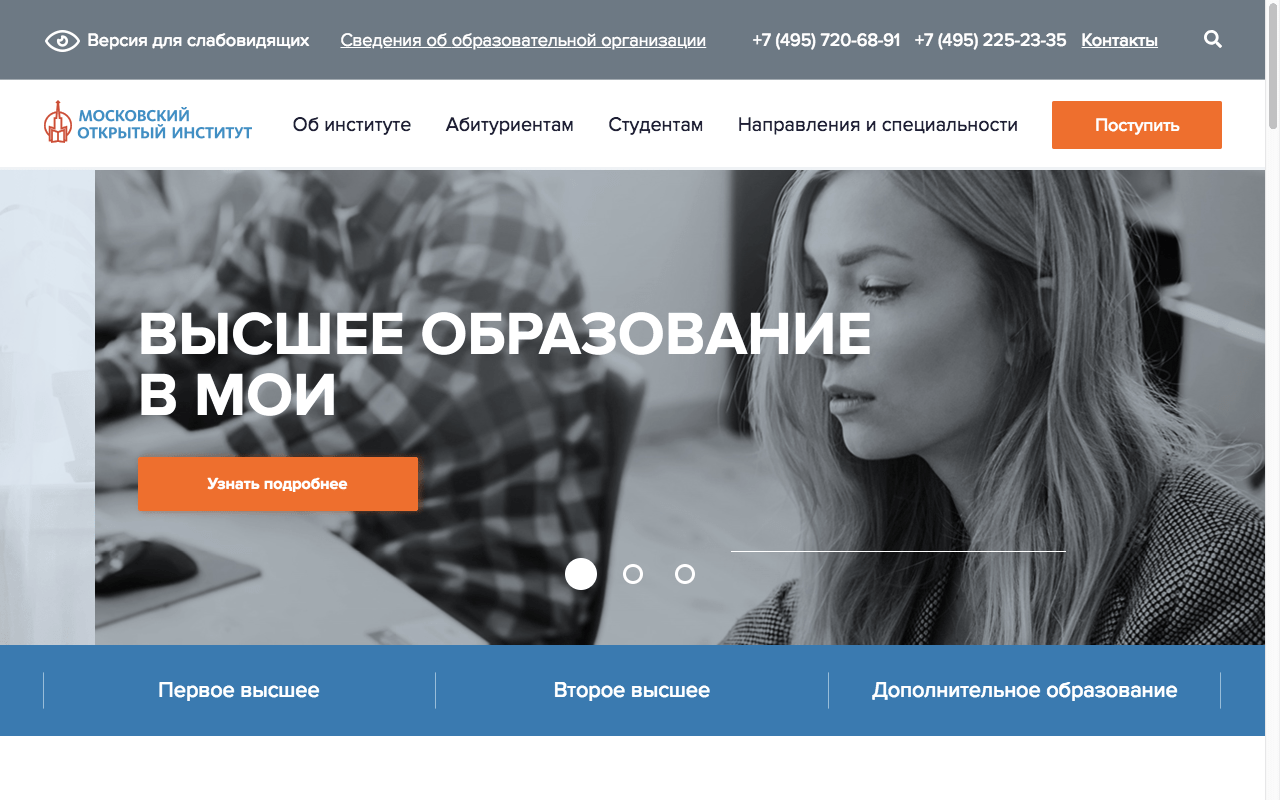 Версия для слабовидящих
Сведения об образовательной организации
+7 (495) 720-68-91
+7 (495) 225-23-35
Контакты
МОСКОВСКИЙ
ОТКРЫТЫЙ ИНСТИТУТ
Об институте
Абитуриентам
Студентам
Направления и специальности
Поступить
ВЫСШЕЕ ОБРАЗОВАНИЕ
В МОИ
Узнать подробнее
Первое высшее
Второе высшее
Дополнительное образование